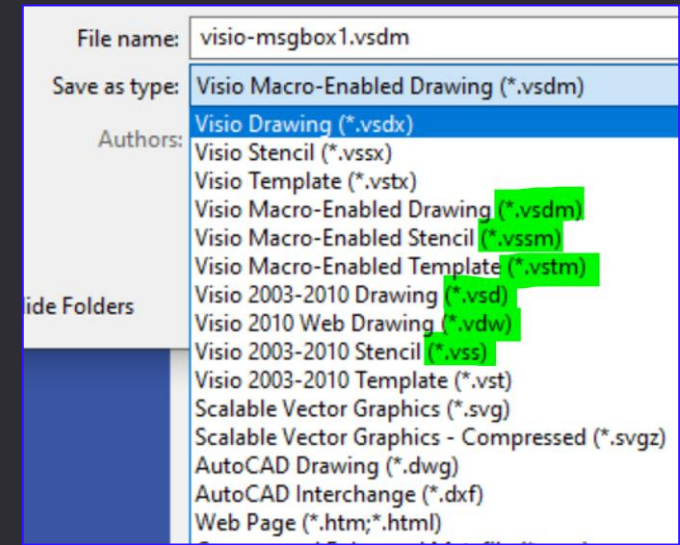 File name: visio-msgbox1.vsdm
Save as type: Visio Macro-Enabled Drawing (*.vsdm)
Visio Drawing (*.vsdx)
Authors:
Visio Stencil (*.vssx)
Visio Template (*.vstx)
Visio Macro-Enabled Drawing (*.vsdm)
Visio Macro-Enabled Stencil (*.vssm)
Visio Macro-Enabled Template (*.vstm)
Visio 2003-2010 Drawing (*.vsd)
ide Folders
Visio 2010 Web Drawing (*.vdw)
Visio 2003-2010 Stencil (*.vss)
Visio 2003-2010 Template (*.vst)
Scalable Vector Graphics (*.svg)
Scalable Vector Graphics - Compressed (*.svgz)
AutoCAD Drawing (*.dwg)
AutoCAD Interchange (*.dxf)
Web Page (*.htm;*.html)